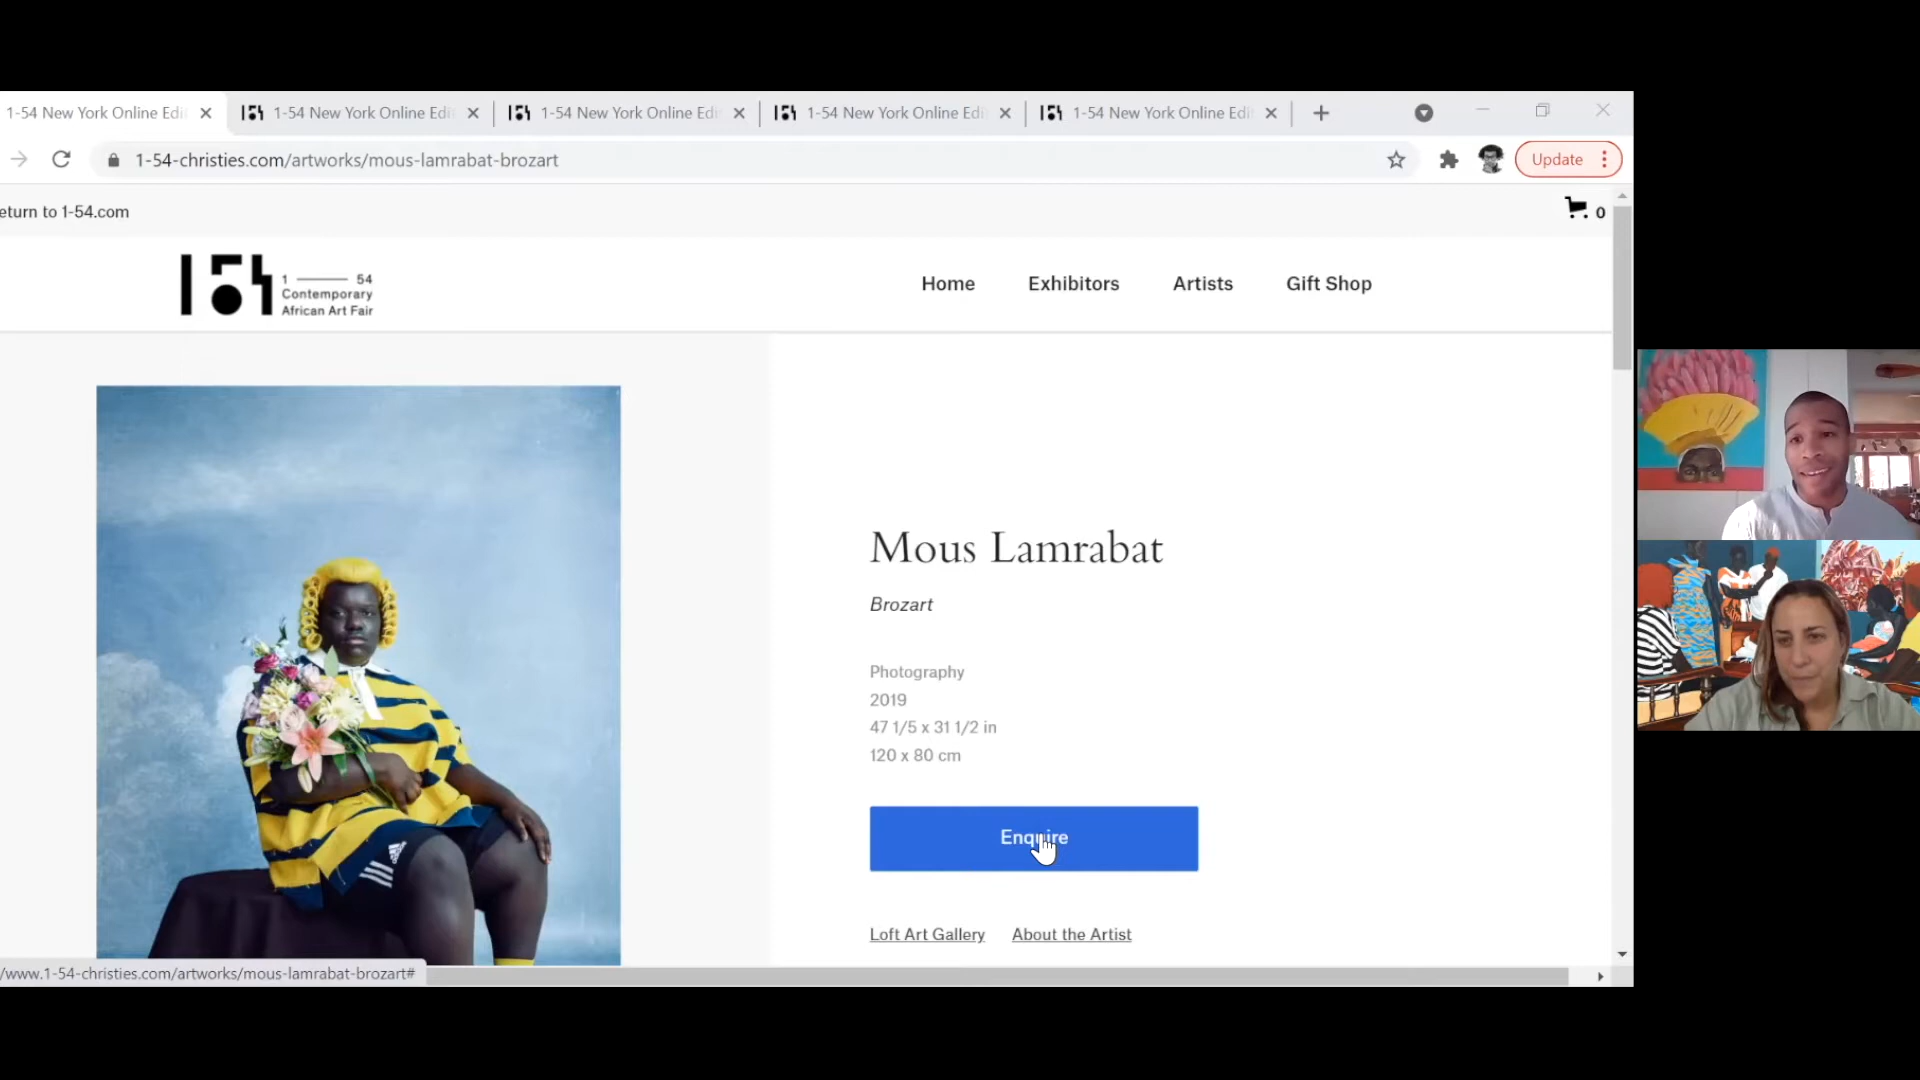 1-54 New York Online Edi
1-54 New York Online Edi
1-54 New York Online Edi
1-54 New York Online Edi
1-54 New York Online Edi
1-54-christies.com/artworks/mous-lamrabat-brozart
Update
eturn to 1-54.com
0
1 54
Contemporary
African Art Fair
Home
Exhibitors
Artists
Gift Shop
Mous Lamrabat
Brozart
Photography
2019
47 1/5 x 31 1/2 in
120 x 80 cm
Enquire
Loft Art Gallery
About the Artist
/www.1-54-christies.com/artworks/mous-lamrabat-brozart#